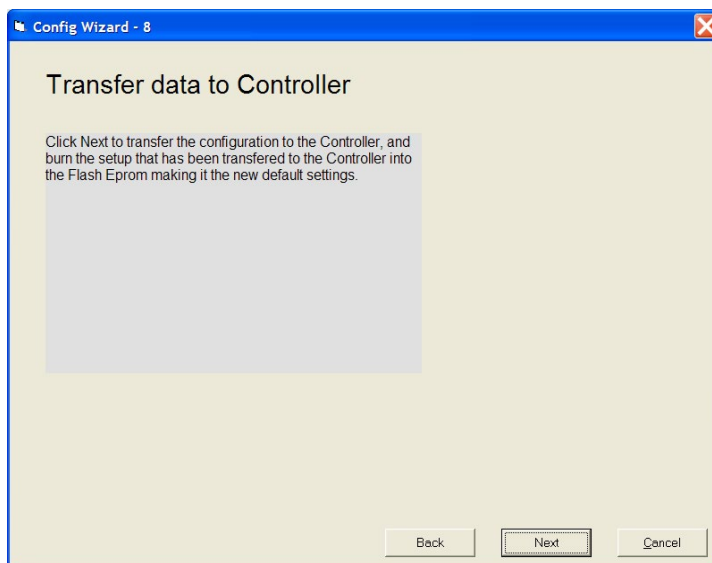 Config Wizard - 8
Transfer data to Controller
Click Next to transfer the configuration to the Controller, and
burn the setup that has been transfered to the Controller into
the Flash Eprom making it the new default settings.
Back
Next
Cancel